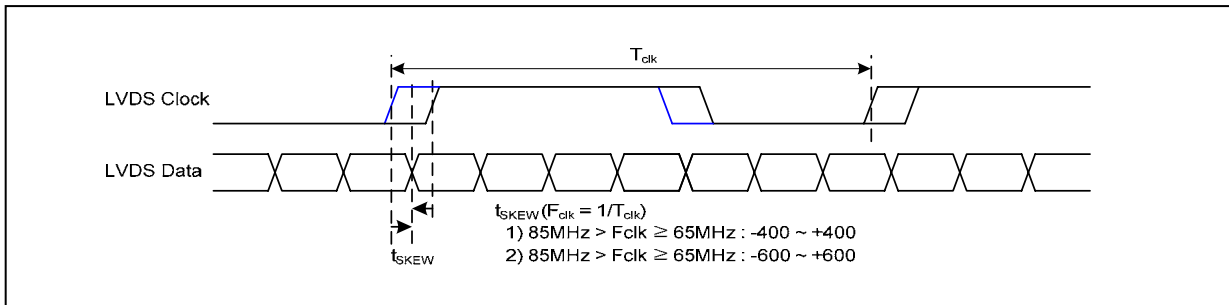 T_clk
LVDS Clock
LVDS Data
t_SKEW (F_clk = 1/T_clk)
1) 85MHz > Fclk ≧ 65MHz : -400 ~ +400
2) 85MHz > Fclk ≧ 65MHz : -600 ~ +600
t_SKEW